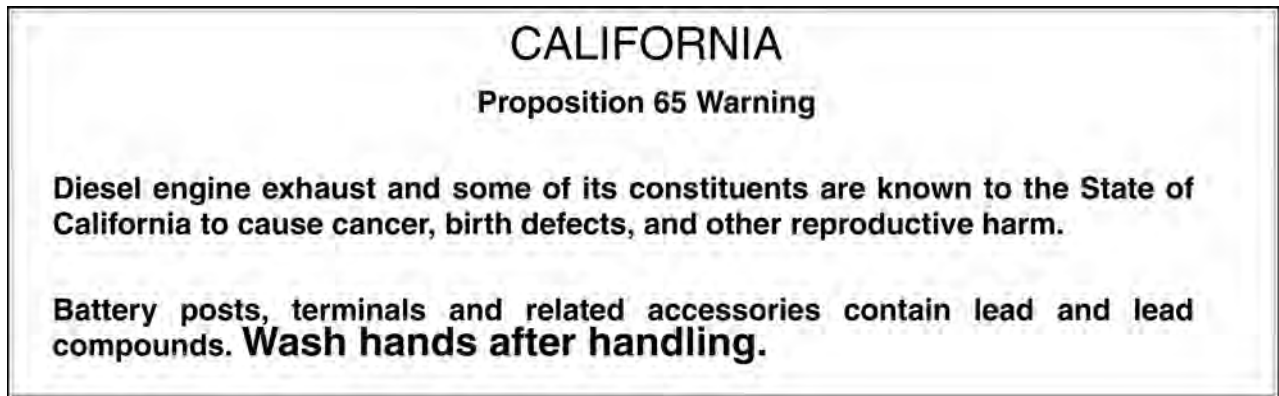 CALIFORNIA
Proposition 65 Warning
Diesel engine exhaust and some of its constituents are known to the State of
California to cause cancer, birth defects, and other reproductive harm.
Battery posts, terminals and related accessories contain lead and lead
compounds. Wash hands after handling.